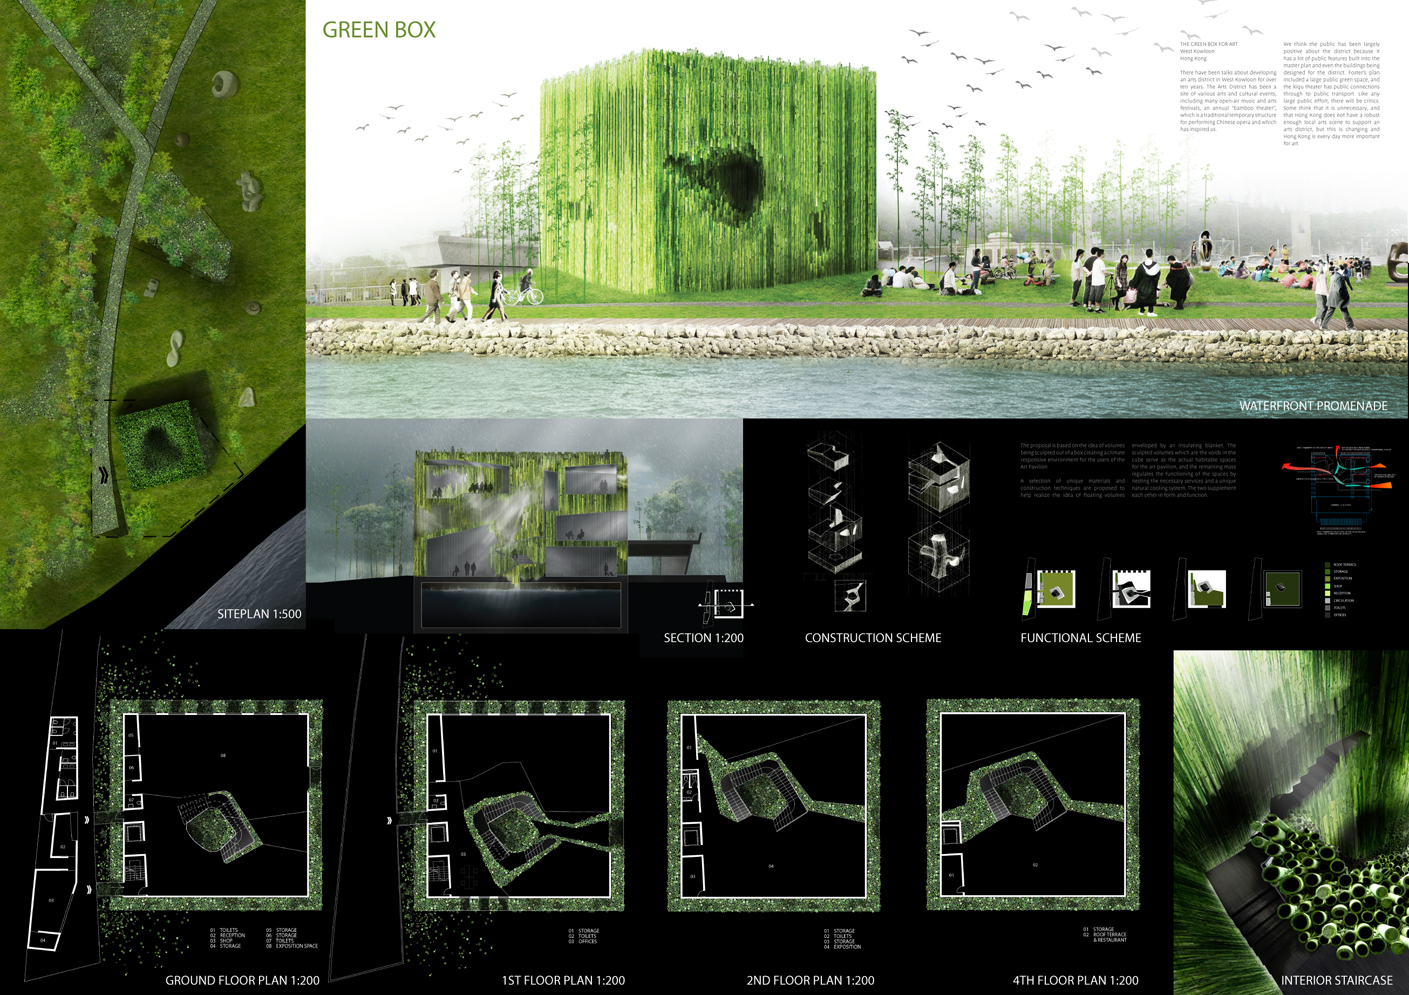 GREEN BOX
THE GREEN BOX FOR ART
West Kowloon
Hong Kong
There have been talks about developing
an arts district in West Kowloon for over
ten years. The Arts District has been a
site of various arts and cultural events,
including many open-air music and arts
festivals, an annual "bamboo theater",
which is a traditional temporary structure
for performing Chinese opera and which
has inspired us.
We think the public has been largely
positive about the district because it
has a lot of public features built into the
master plan and even the buildings being
designed for the district. Foster's plan
included a large public green space, and
the kiqu theater has public connections
through to public transport. Like any
large public effort, there will be critics.
Some think that it is unnecessary, and
that Hong Kong does not have a robust
enough local arts scene to support an
arts district, but this is changing and
Hong Kong is every day more important
for art.
WATERFRONT PROMENADE
SITEPLAN 1:500
SECTION 1:200
CONSTRUCTION SCHEME
The proposal is based on the idea of volumes
being sculpted out of a box creating a climate
responsive environment for the users of the
Art Pavilion.
A selection of unique materials and
construction techniques are proposed to
help realize the idea of floating volumes
enveloped by an insulating blanket. The
sculpted volumes which are the voids in the
cube serve as the actual habitable spaces
for the art pavilion, and the remaining mass
regulates the functioning of the spaces by
nesting the necessary services and a unique
natural cooling system. The two supplement
each other in form and function.
FUNCTIONAL SCHEME
ROOF TERRACE
STORAGE
EXPOSITION
SHOP
RECEPTION
CIRCULATION
TOILETS
OFFICES
01 TOILETS
02 RECEPTION
03 SHOP
04 STORAGE
05 STORAGE
06 STORAGE
07 TOILETS
08 EXPOSITION SPACE
GROUND FLOOR PLAN 1:200
01 STORAGE
02 TOILETS
03 OFFICES
1ST FLOOR PLAN 1:200
01 STORAGE
02 TOILETS
03 STORAGE
04 EXPOSITION
2ND FLOOR PLAN 1:200
01 STORAGE
02 ROOF TERRACE
& RESTAURANT
4TH FLOOR PLAN 1:200
INTERIOR STAIRCASE